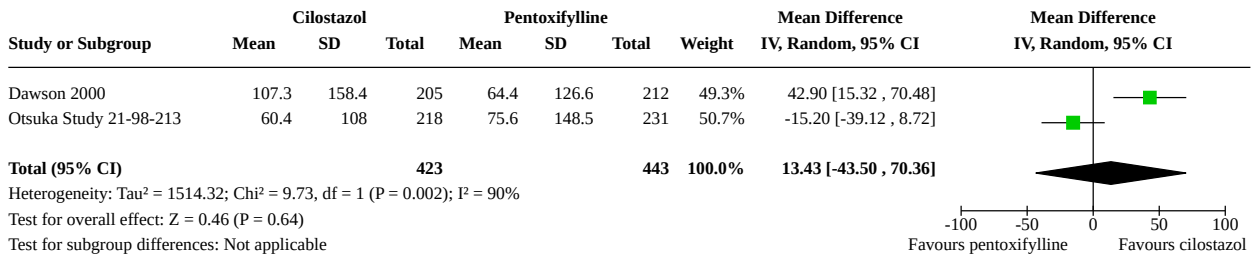 Cilostazol Pentoxifylline Mean Difference Mean Difference
Study or Subgroup Mean SD Total Mean SD Total Weight IV, Random, 95% CI IV, Random, 95% CI
Dawson 2000 107.3 158.4 205 64.4 126.6 212 49.3% 42.90 [15.32 , 70.48]
Otsuka Study 21-98-213 60.4 108 218 75.6 148.5 231 50.7% -15.20 [-39.12 , 8.72]
Total (95% CI) 423 443 100.0% 13.43 [-43.50 , 70.36]
Heterogeneity: Tau² = 1514.32; Chi² = 9.73, df = 1 (P = 0.002); I² = 90%
Test for overall effect: Z = 0.46 (P = 0.64) -100 -50 0 50 100
Test for subgroup differences: Not applicable Favours pentoxifylline Favours cilostazol